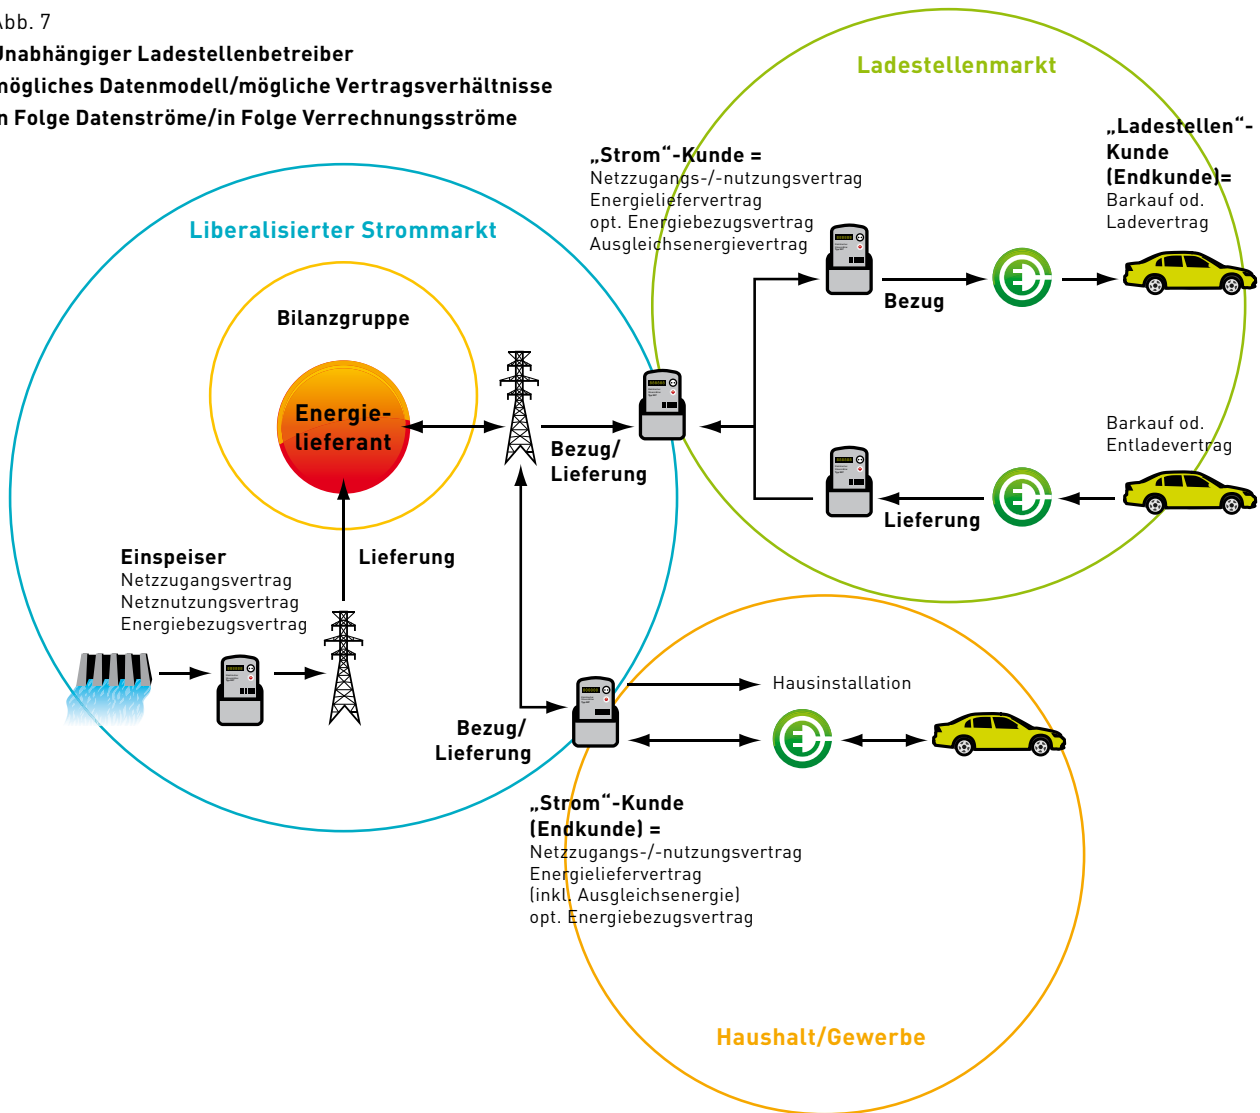 Abb. 7
Unabhängiger Ladestellenbetreiber
mögliches Datenmodell/mögliche Vertragsverhältnisse
in Folge Datenströme/in Folge Verrechnungsströme
Ladestellenmarkt
„Ladestellen“-
Kunde
(Endkunde)=
Barkauf od.
Ladevertrag
„Strom“-Kunde =
Netzzugangs-/-nutzungsvertrag
Energieliefervertrag
opt. Energiebezugsvertrag
Ausgleichsenergievertrag
Liberalisierter Strommarkt
Bezug
Bilanzgruppe
Energie-
lieferant
Bezug/
Lieferung
Barkauf od.
Entladevertrag
Lieferung
Einspeiser
Netzzugangsvertrag
Netznutzungsvertrag
Energiebezugsvertrag
Lieferung
Hausinstallation
Bezug/
Lieferung
„Strom“-Kunde
(Endkunde) =
Netzzugangs-/-nutzungsvertrag
Energieliefervertrag
(inkl. Ausgleichsenergie)
opt. Energiebezugsvertrag
Haushalt/Gewerbe